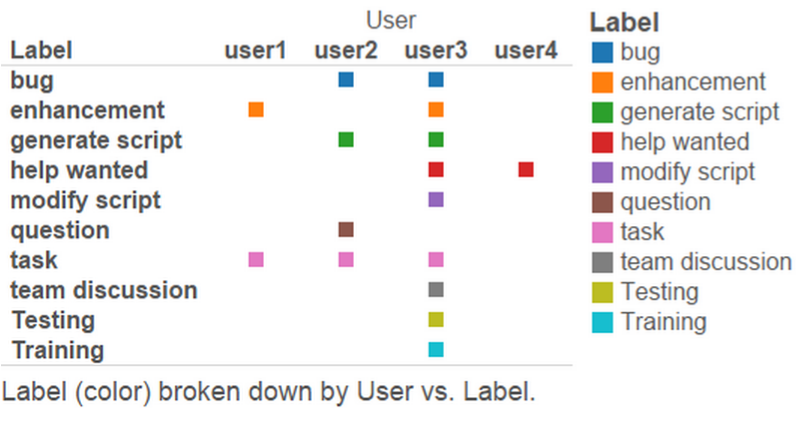 User
Label user1 user2 user3 user4
bug
enhancement
generate script
help wanted
modify script
question
task
team discussion
Testing
Training
Label (color) broken down by User vs. Label.
Label
bug
enhancement
generate script
help wanted
modify script
question
task
team discussion
Testing
Training